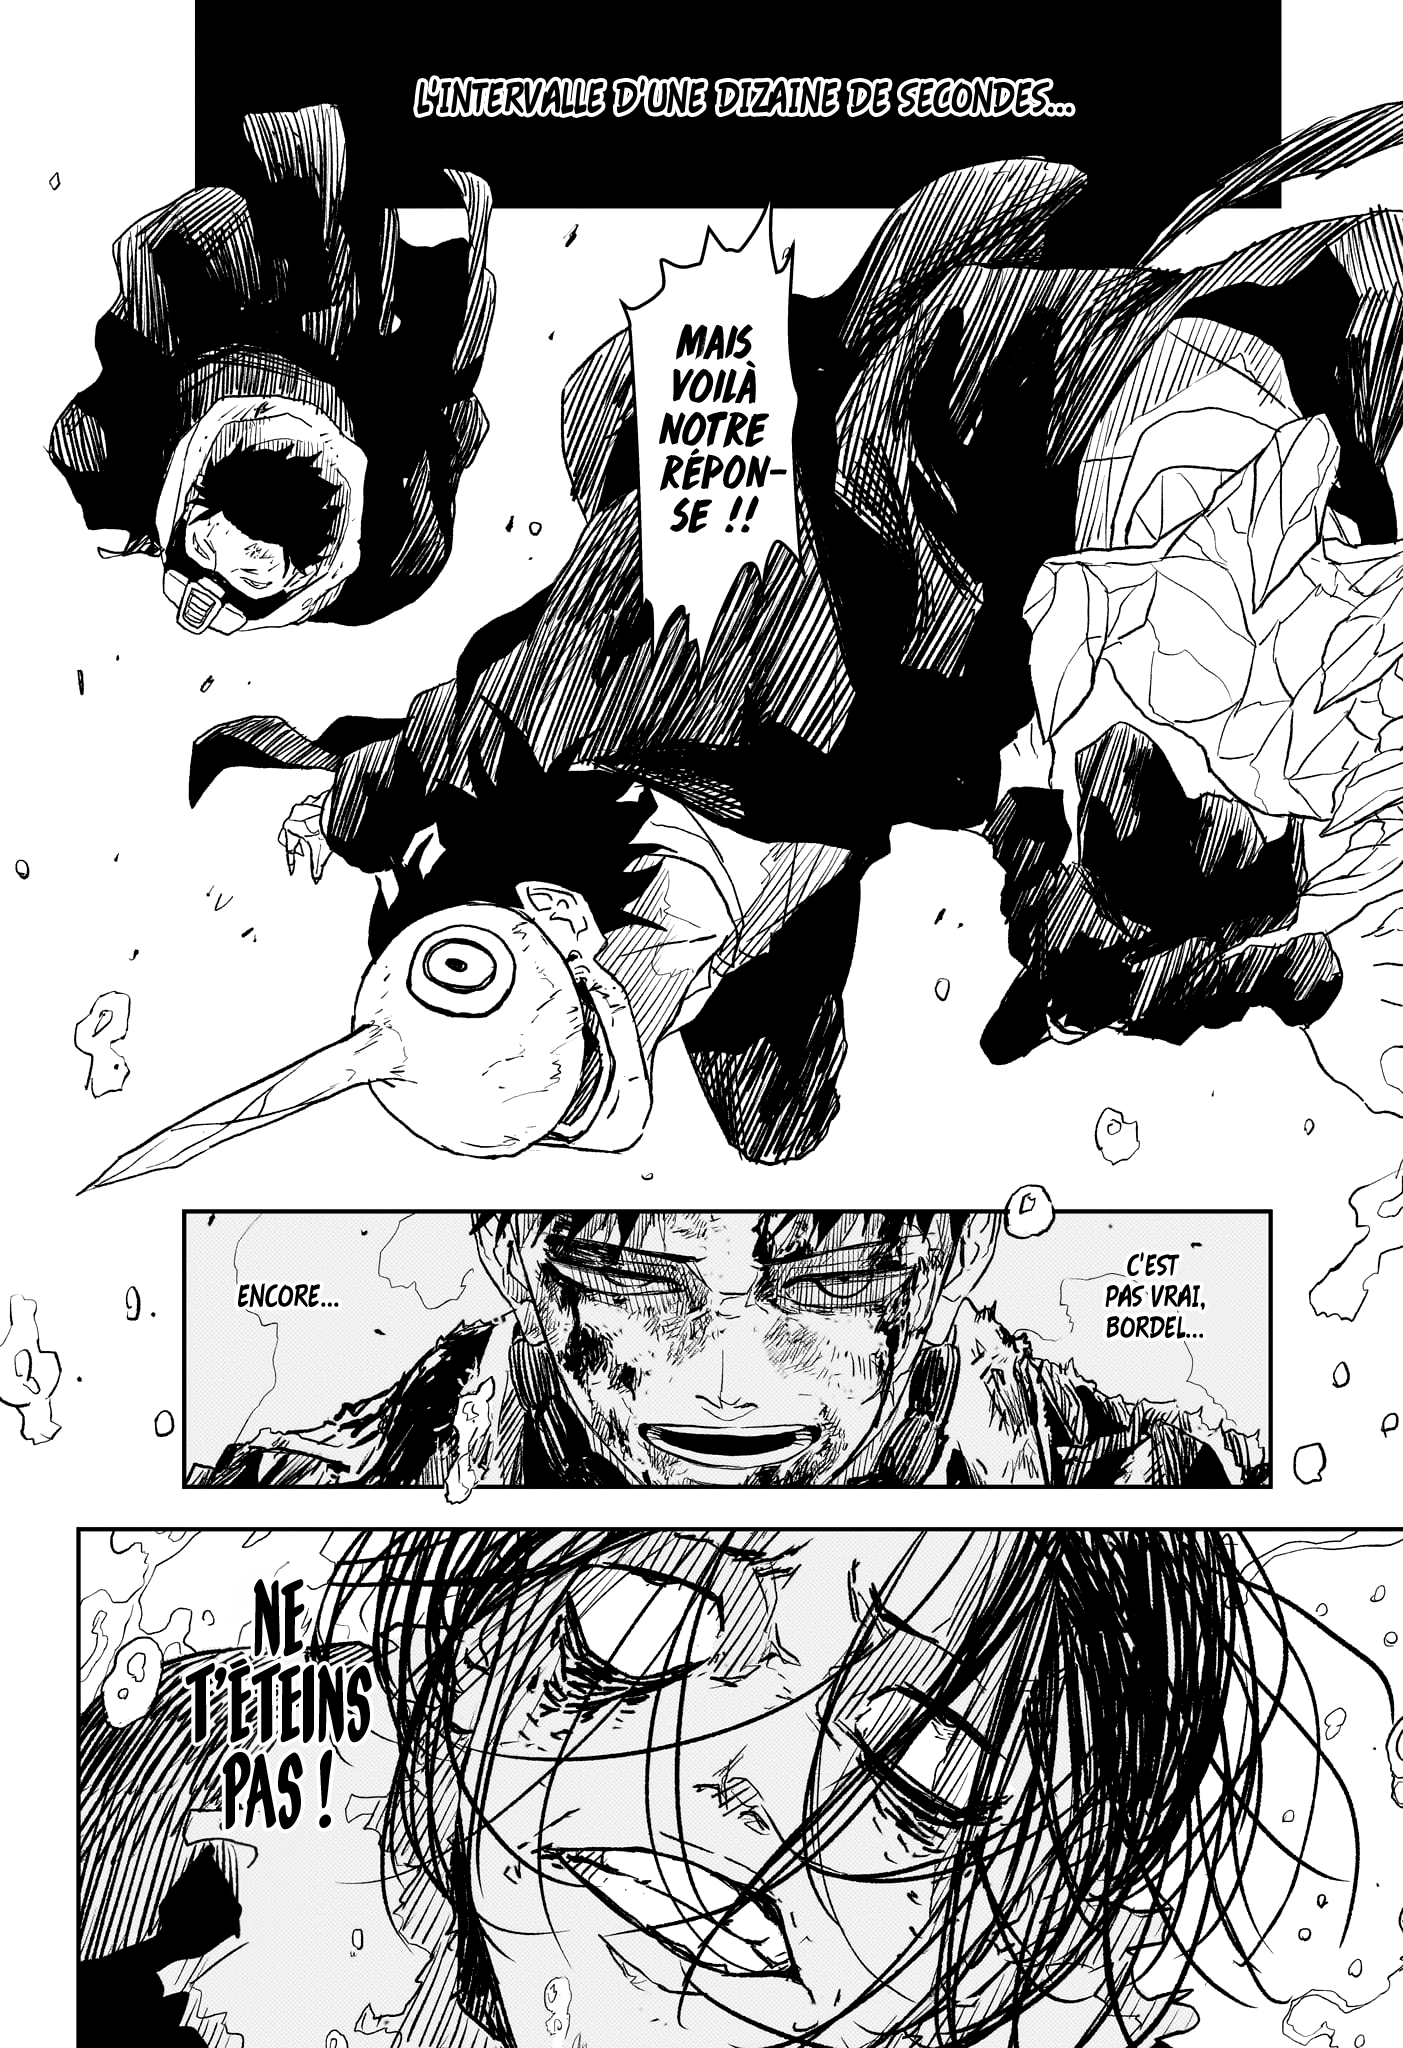 L'INTERVALLE D'UNE DIZAINE DE SECONDES...
MAIS
VOILÀ
NOTRE
RÉPON-
SE !!
C'EST
PAS VRAI,
BORDEL...
ENCORE...
NE
T'ÉTEINS
PAS !